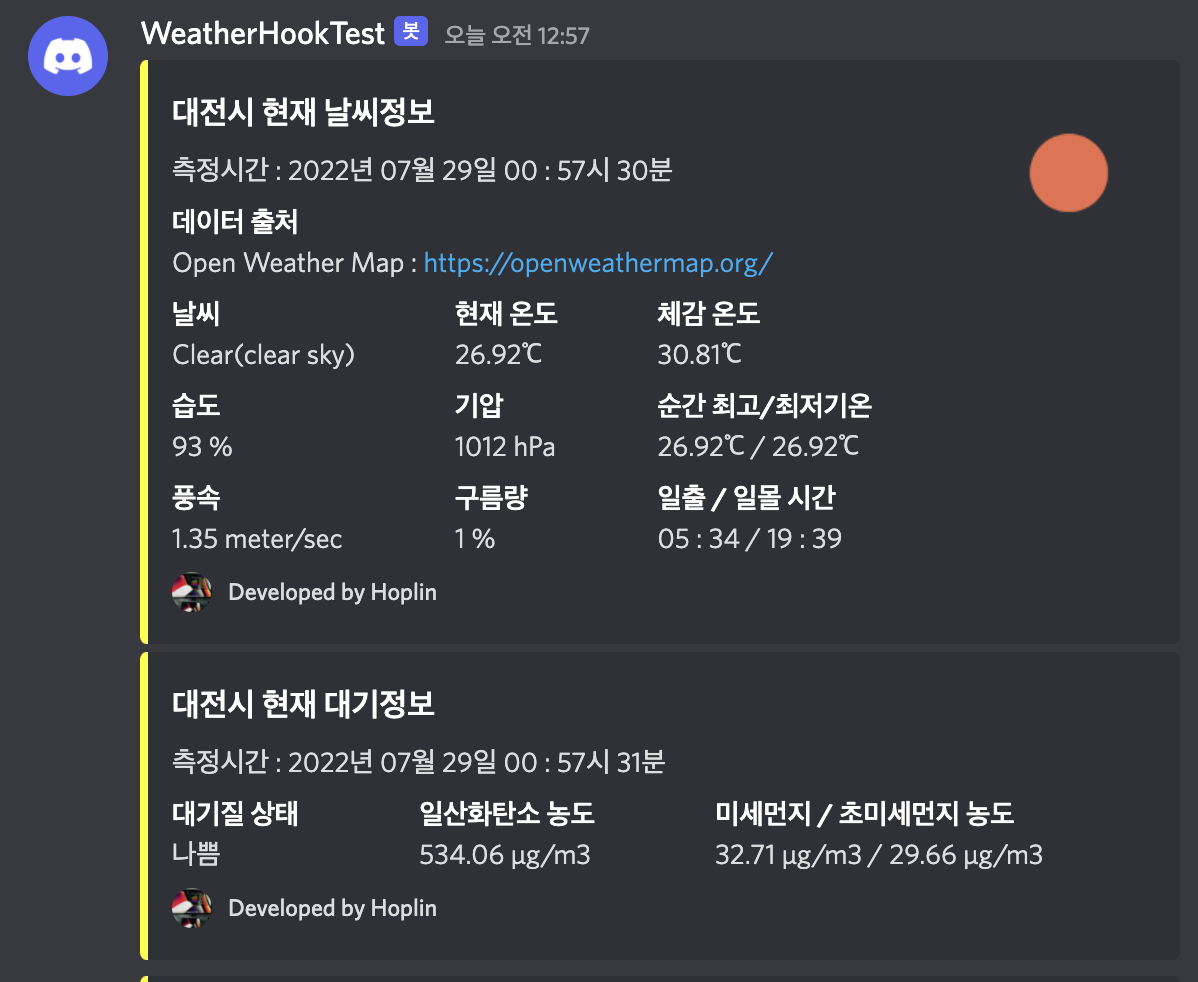 WeatherHookTest 봇 오늘 오전 12:57
대전시 현재 날씨정보
측정시간 : 2022년 07월 29일 00 : 57시 30분
데이터 출처
Open Weather Map : https://openweathermap.org/
날씨 현재 온도 체감 온도
Clear(clear sky) 26.92℃ 30.81℃
습도 기압 순간 최고/최저기온
93 % 1012 hPa 26.92℃ / 26.92℃
풍속 구름량 일출 / 일몰 시간
1.35 meter/sec 1 % 05 : 34 / 19 : 39
Developed by Hoplin
대전시 현재 대기정보
측정시간 : 2022년 07월 29일 00 : 57시 31분
대기질 상태 일산화탄소 농도 미세먼지 / 초미세먼지 농도
나쁨 534.06 μg/m3 32.71 μg/m3 / 29.66 μg/m3
Developed by Hoplin